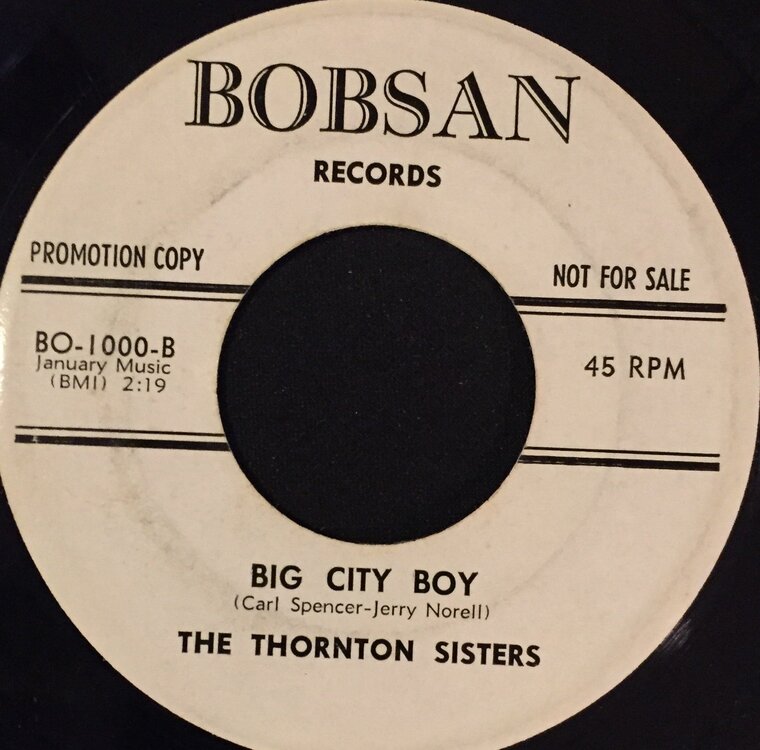 BOBSAN
RECORDS
PROMOTION COPY
NOT FOR SALE
BO-1000-B
January Music
(BMI) 2:19
45 RPM
BIG CITY BOY
(Carl Spencer-Jerry Norell)
THE THORNTON SISTERS